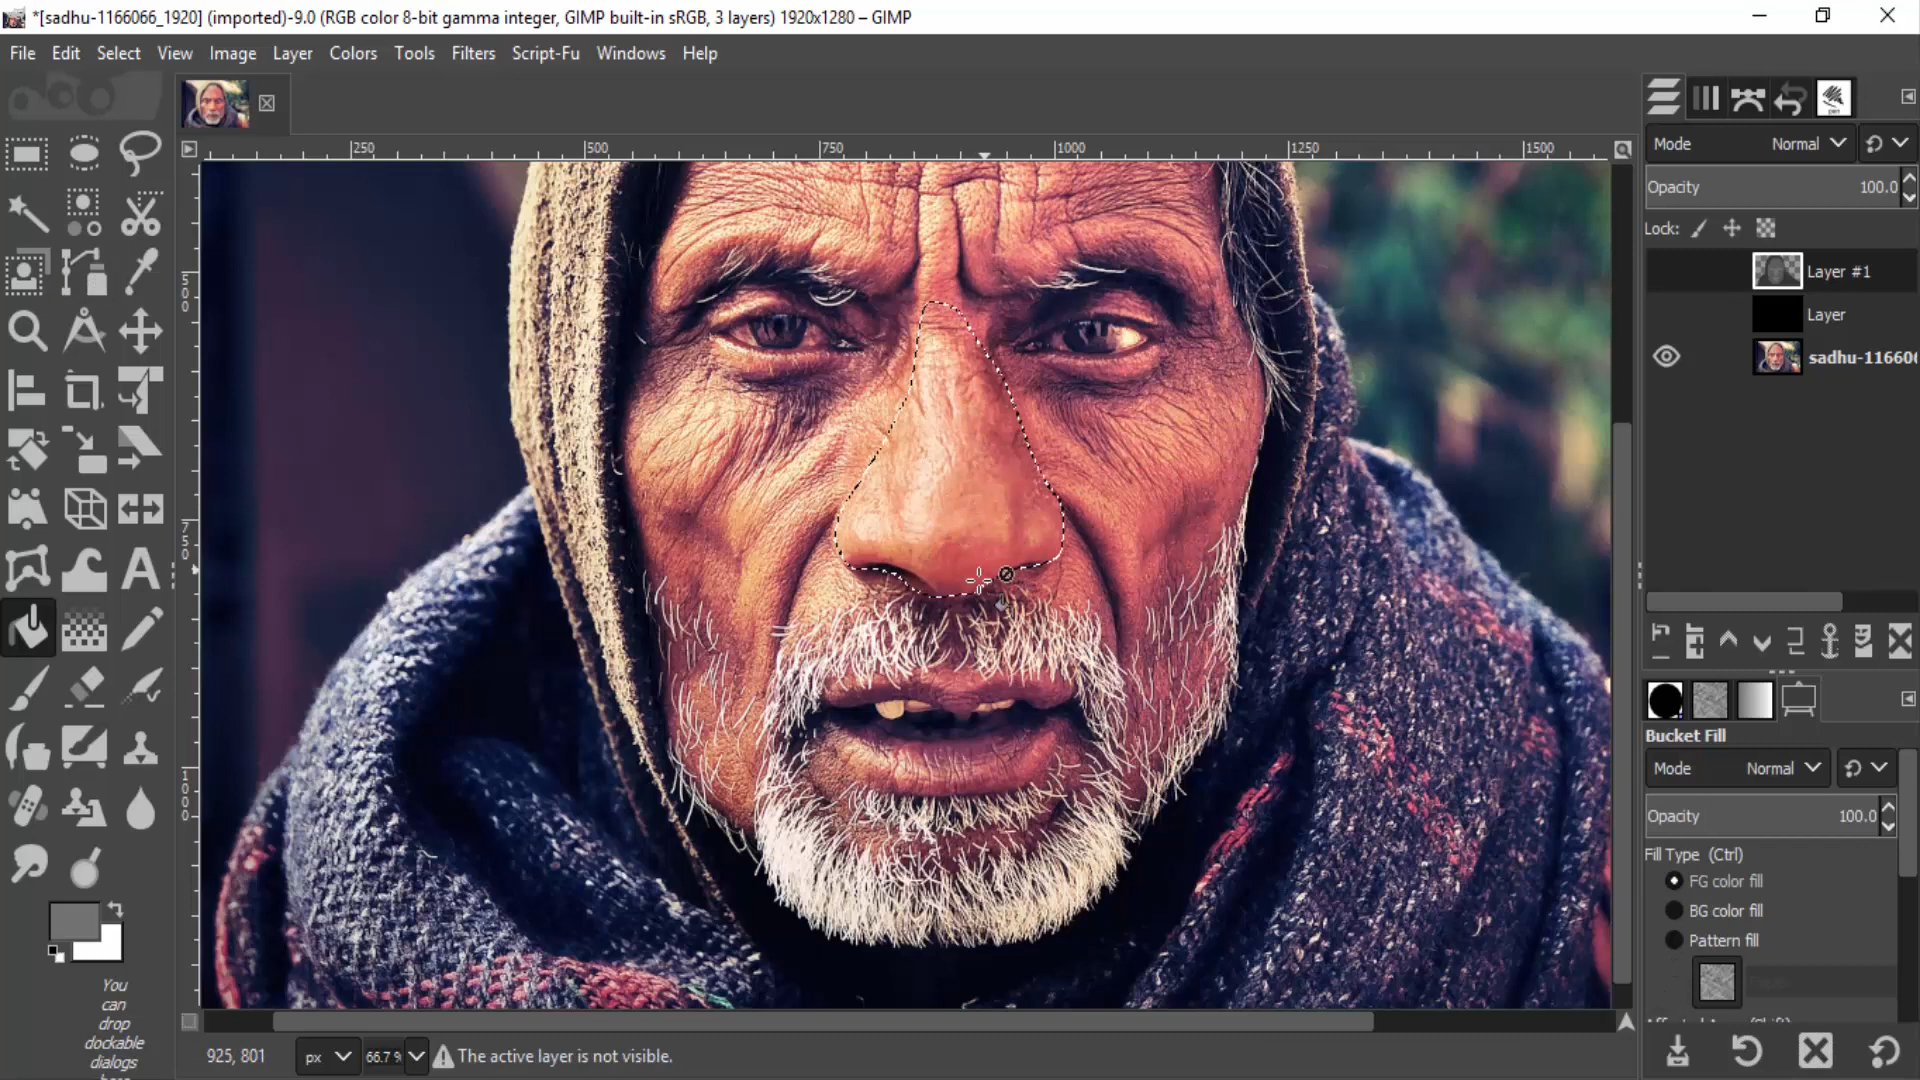 *[sadhu-1166066_1920] (imported)-9.0 (RGB color 8-bit gamma integer, GIMP built-in sRGB, 3 layers) 1920x1280 – GIMP
File Edit Select View Image Layer Colors Tools Filters Script-Fu Windows Help
250 500 750 1000 1250 1500
500
750
1000
Mode Normal
Opacity 100.0
Lock:
Layer #1
Layer
sadhu-116606
Bucket Fill
Mode Normal
Opacity 100.0
Fill Type (Ctrl)
FG color fill
BG color fill
Pattern fill
You
can
drop
dockable
dialogs
925, 801 px 66.7 % The active layer is not visible.